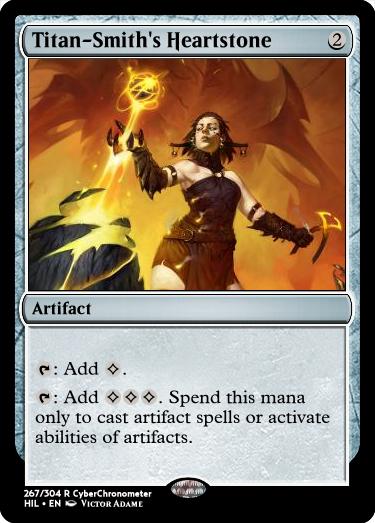 Titan-Smith's Heartstone 2
Artifact
: Add .
: Add . Spend this mana
only to cast artifact spells or activate
abilities of artifacts.
267/304 R CyberChronometer
HIL • EN Victor Adame